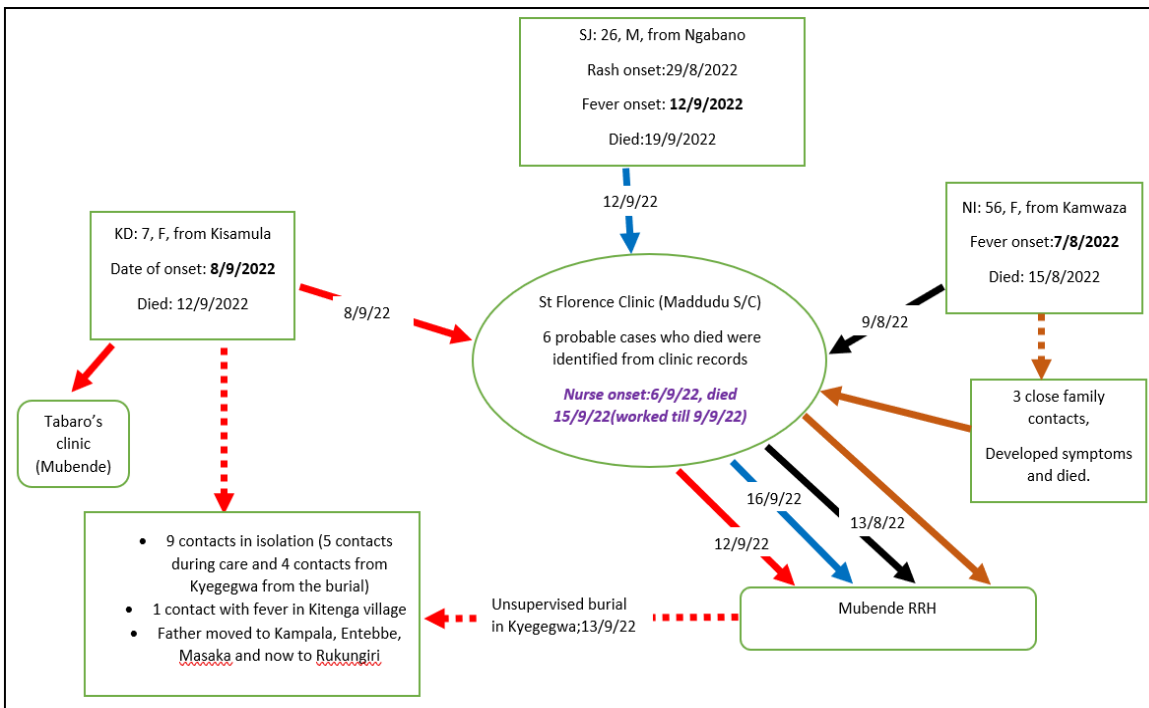 SJ: 26, M, from Ngabano
Rash onset:29/8/2022
Fever onset: 12/9/2022
Died:19/9/2022
12/9/22
NI: 56, F, from Kamwaza
Fever onset:7/8/2022
Died: 15/8/2022
KD: 7, F, from Kisamula
Date of onset: 8/9/2022
Died: 12/9/2022
8/9/22
9/8/22
St Florence Clinic (Maddudu S/C)
6 probable cases who died were
identified from clinic records
Nurse onset:6/9/22, died
15/9/22(worked till 9/9/22)
3 close family
contacts,
Developed symptoms
and died.
Tabaro's
clinic
(Mubende)
16/9/22
13/8/22
12/9/22
• 9 contacts in isolation (5 contacts
during care and 4 contacts from
Kyegegwa from the burial)
• 1 contact with fever in Kitenga village
• Father moved to Kampala, Entebbe,
Masaka and now to Rukungiri
Unsupervised burial
in Kyegegwa;13/9/22
Mubende RRH